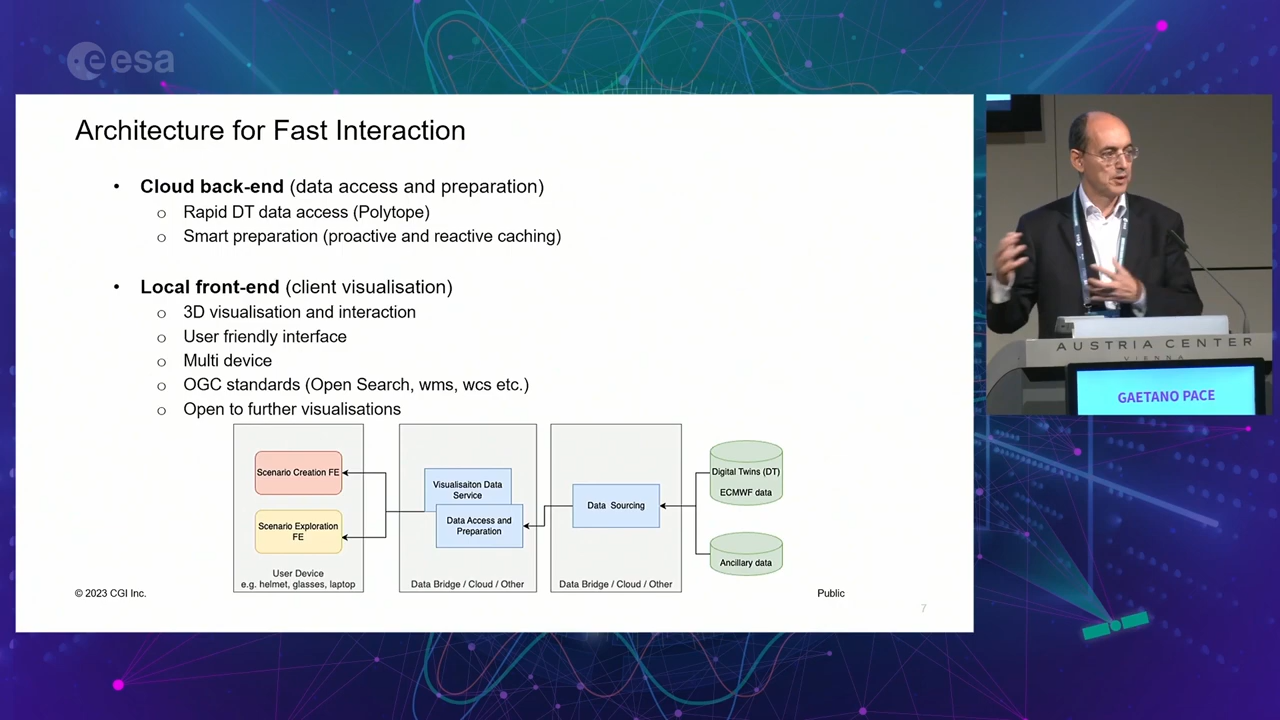 esa
Architecture for Fast Interaction
• Cloud back-end (data access and preparation)
o Rapid DT data access (Polytope)
o Smart preparation (proactive and reactive caching)
• Local front-end (client visualisation)
o 3D visualisation and interaction
o User friendly interface
o Multi device
o OGC standards (Open Search, wms, wcs etc.)
o Open to further visualisations
Scenario Creation FE
Scenario Exploration
FE
User Device
e.g. helmet, glasses, laptop
Visualisaiton Data
Service
Data Access and
Preparation
Data Bridge / Cloud / Other
Data Sourcing
Data Bridge / Cloud / Other
Digital Twins (DT)
ECMWF data
Ancillary data
© 2023 CGI Inc.
Public
7
AUSTRIA CENTER
VIENNA
GAETANO PACE